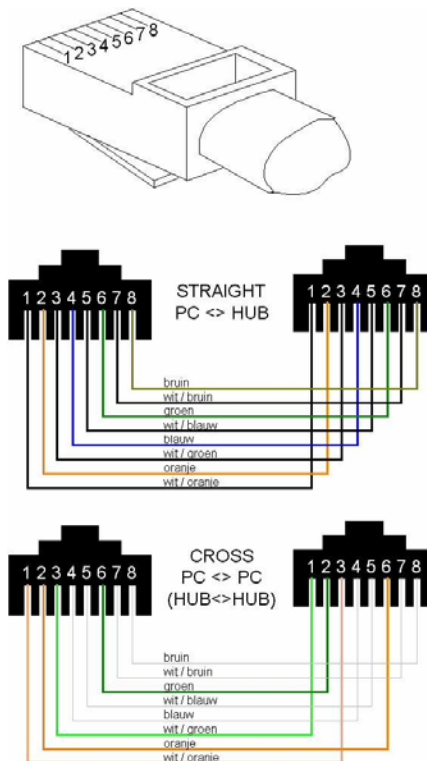 12345678
1 2 3 4 5 6 7 8
STRAIGHT
PC <> HUB
1 2 3 4 5 6 7 8
bruin
wit / bruin
groen
wit / blauw
blauw
wit / groen
oranje
wit / oranje
1 2 3 4 5 6 7 8
CROSS
PC <> PC
(HUB<>HUB)
1 2 3 4 5 6 7 8
bruin
wit / bruin
groen
wit / blauw
blauw
wit / groen
oranje
wit / oranje